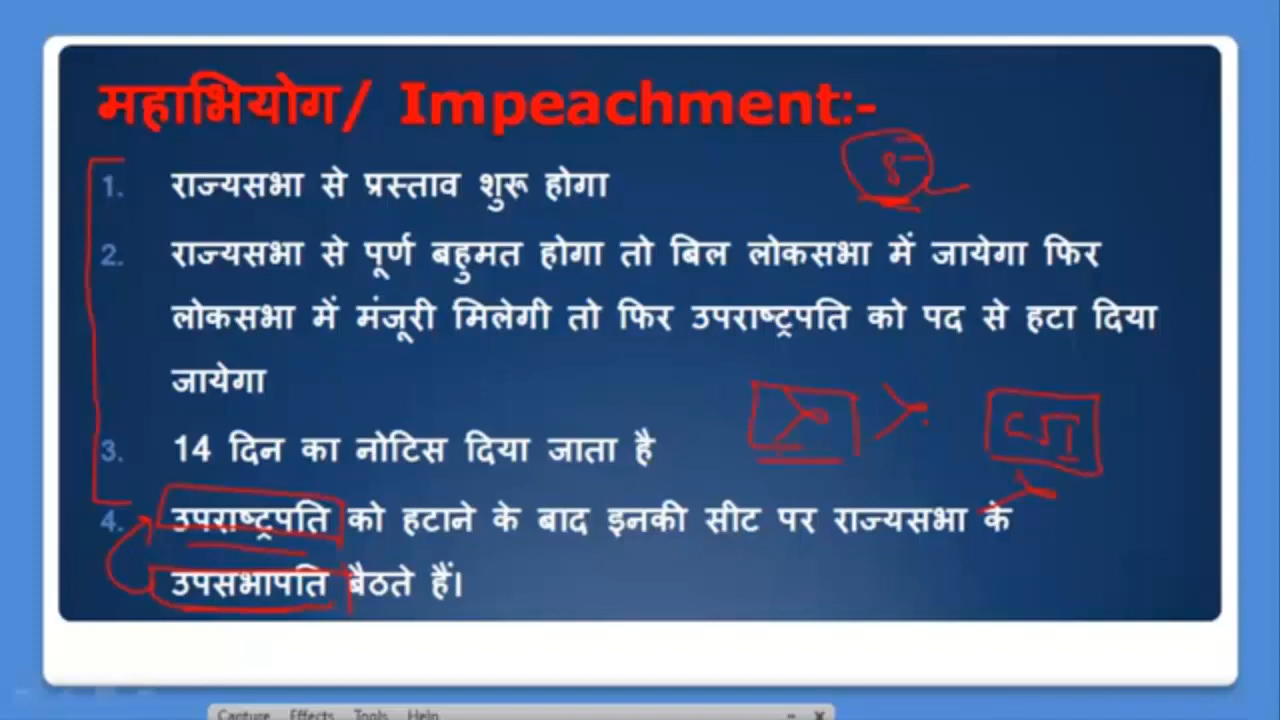 महाभियोग/ Impeachment:-
1. राज्यसभा से प्रस्ताव शुरू होगा
2. राज्यसभा से पूर्ण बहुमत होगा तो बिल लोकसभा में जायेगा फिर
लोकसभा में मंजूरी मिलेगी तो फिर उपराष्ट्रपति को पद से हटा दिया
जायेगा
3. 14 दिन का नोटिस दिया जाता है
4. उपराष्ट्रपति को हटाने के बाद इनकी सीट पर राज्यसभा के
उपसभापति बैठते हैं।
Capture Effects Tools Help